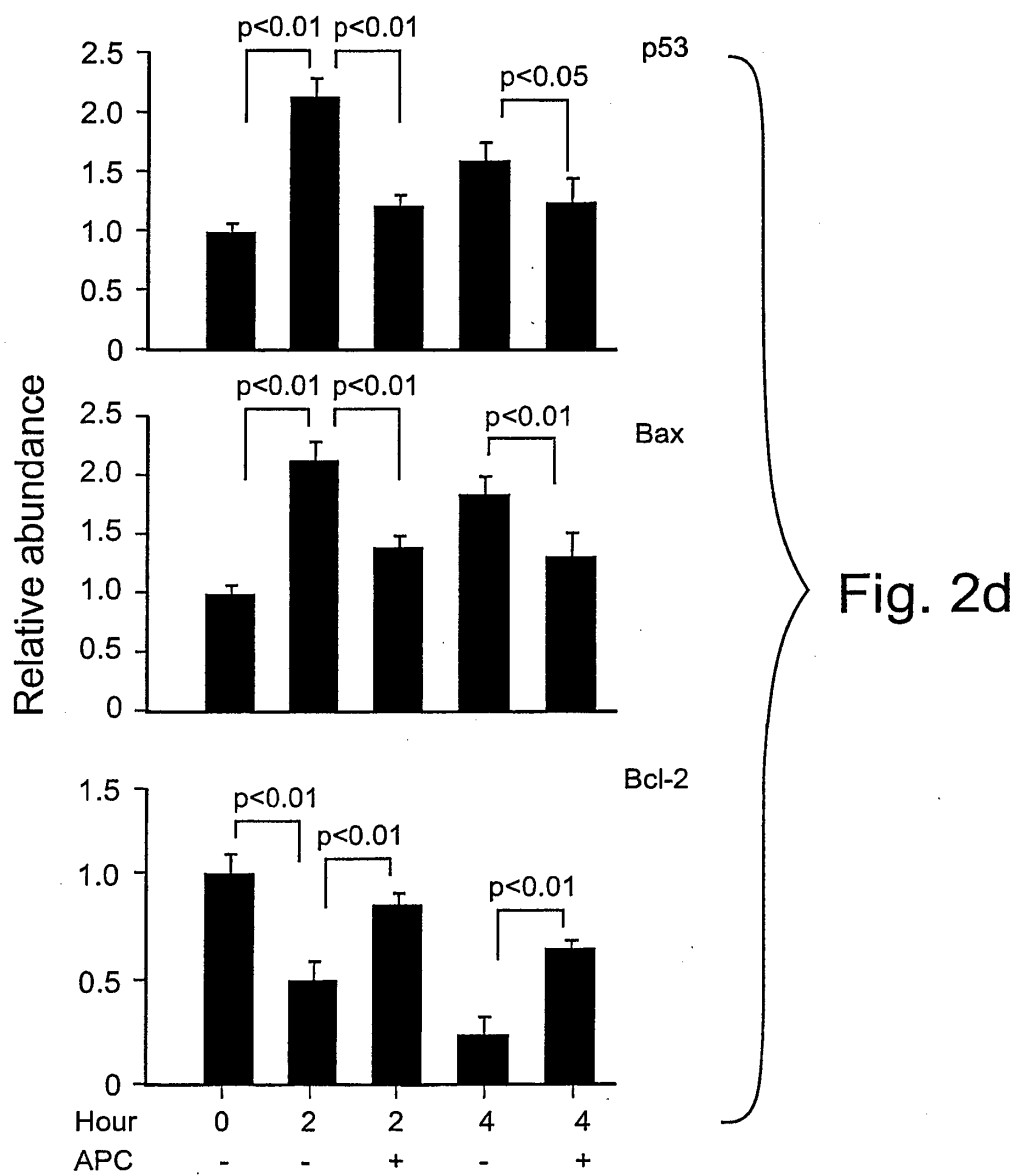 p<0.01 p<0.01
p53
p<0.05
2.5
2.0
1.5
1.0
0.5
0
Relative abundance
p<0.01 p<0.01
p<0.01
Bax
2.5
2.0
1.5
1.0
0.5
0
Fig. 2d
Bcl-2
1.5
p<0.01
p<0.01
p<0.01
1.0
0.5
0
Hour 0 2 2 4 4
APC - - + - +